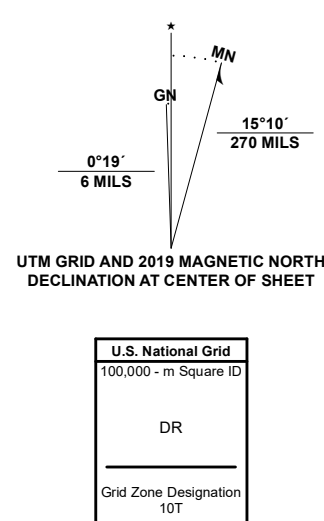 MN
GN
15°10´
270 MILS
0°19´
6 MILS
UTM GRID AND 2019 MAGNETIC NORTH
DECLINATION AT CENTER OF SHEET
U.S. National Grid
100,000 - m Square ID
DR
Grid Zone Designation
10T